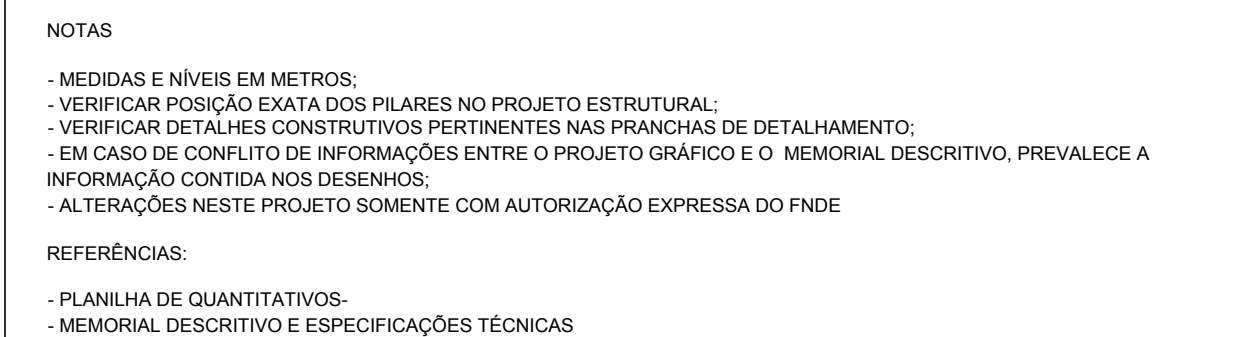 NOTAS
- MEDIDAS E NÍVEIS EM METROS;
- VERIFICAR POSIÇÃO EXATA DOS PILARES NO PROJETO ESTRUTURAL;
- VERIFICAR DETALHES CONSTRUTIVOS PERTINENTES NAS PRANCHAS DE DETALHAMENTO;
- EM CASO DE CONFLITO DE INFORMAÇÕES ENTRE O PROJETO GRÁFICO E O  MEMORIAL DESCRITIVO, PREVALECE A
INFORMAÇÃO CONTIDA NOS DESENHOS;
- ALTERAÇÕES NESTE PROJETO SOMENTE COM AUTORIZAÇÃO EXPRESSA DO FNDE
REFERÊNCIAS:
- PLANILHA DE QUANTITATIVOS-
- MEMORIAL DESCRITIVO E ESPECIFICAÇÕES TÉCNICAS